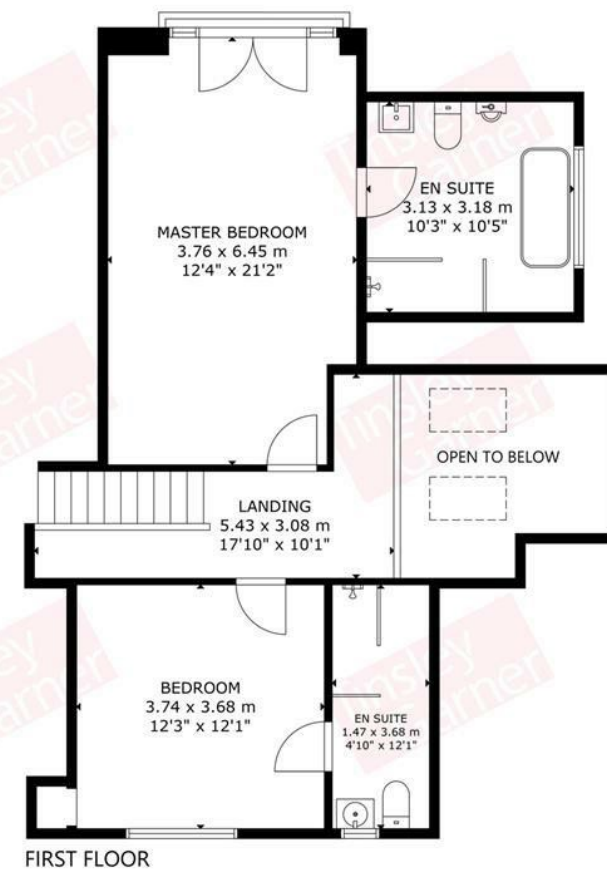 MASTER BEDROOM
3.76 x 6.45 m
12'4" x 21'2"
EN SUITE
3.13 x 3.18 m
10'3" x 10'5"
OPEN TO BELOW
LANDING
5.43 x 3.08 m
17'10" x 10'1"
BEDROOM
3.74 x 3.68 m
12'3" x 12'1"
EN SUITE
1.47 x 3.68 m
4'10" x 12'1"
FIRST FLOOR
Tinsley
Garner